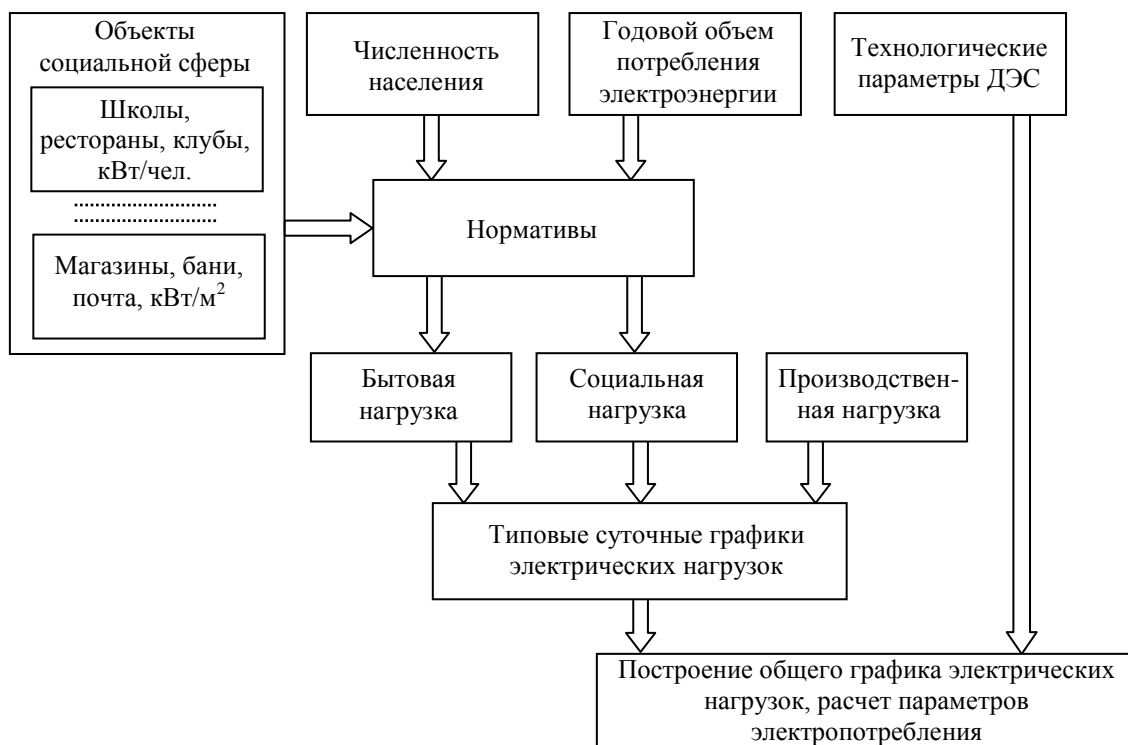 Объекты
социальной сферы
Школы,
рестораны, клубы,
кВт/чел.
Магазины, бани,
почта, кВт/м²
Численность
населения
Годовой объем
потребления
электроэнергии
Технологические
параметры ДЭС
Нормативы
Бытовая
нагрузка
Социальная
нагрузка
Производствен-
ная нагрузка
Типовые суточные графики
электрических нагрузок
Построение общего графика электрических
нагрузок, расчет параметров
электропотребления